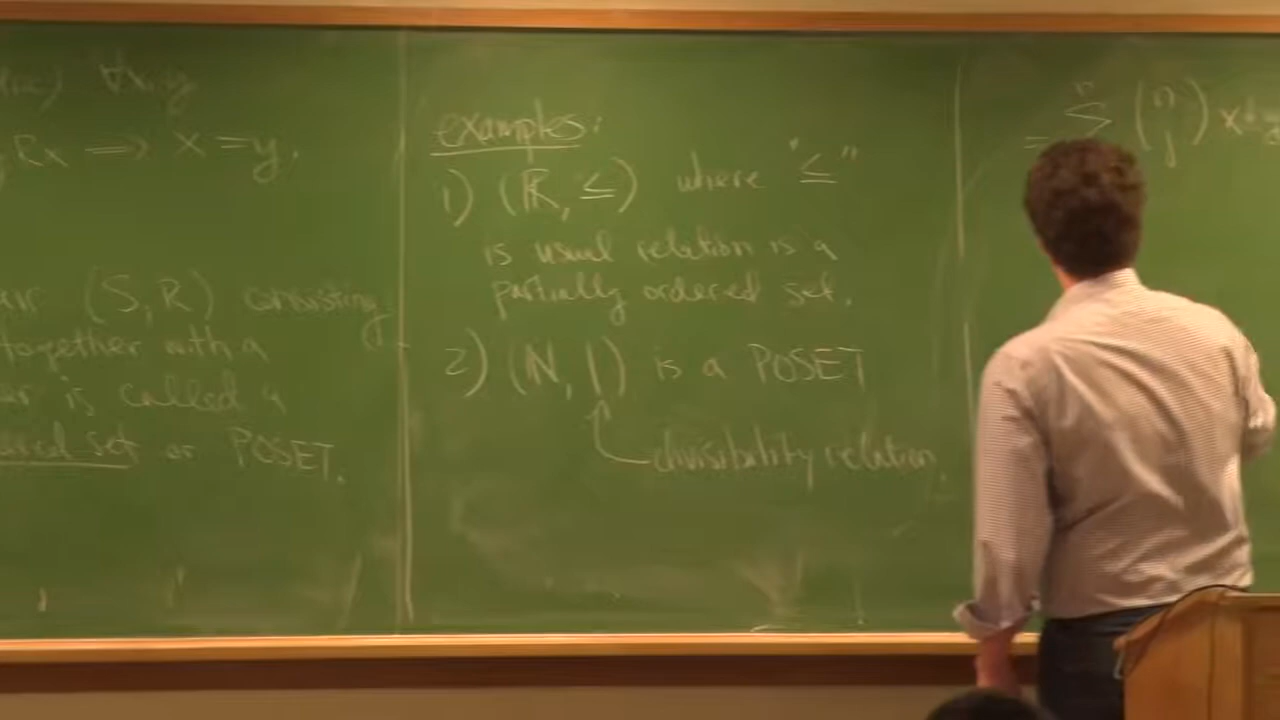 ∀x,y
Rx ⟹ x=y.
(S,R) consisting
together with a
is called a
set or POSET.
examples:
1) (ℝ, ≤) where "≤"
is usual relation is a
partially ordered set.
2) (N, |) is a POSET
divisibility relation.
= Σ n (n j) x